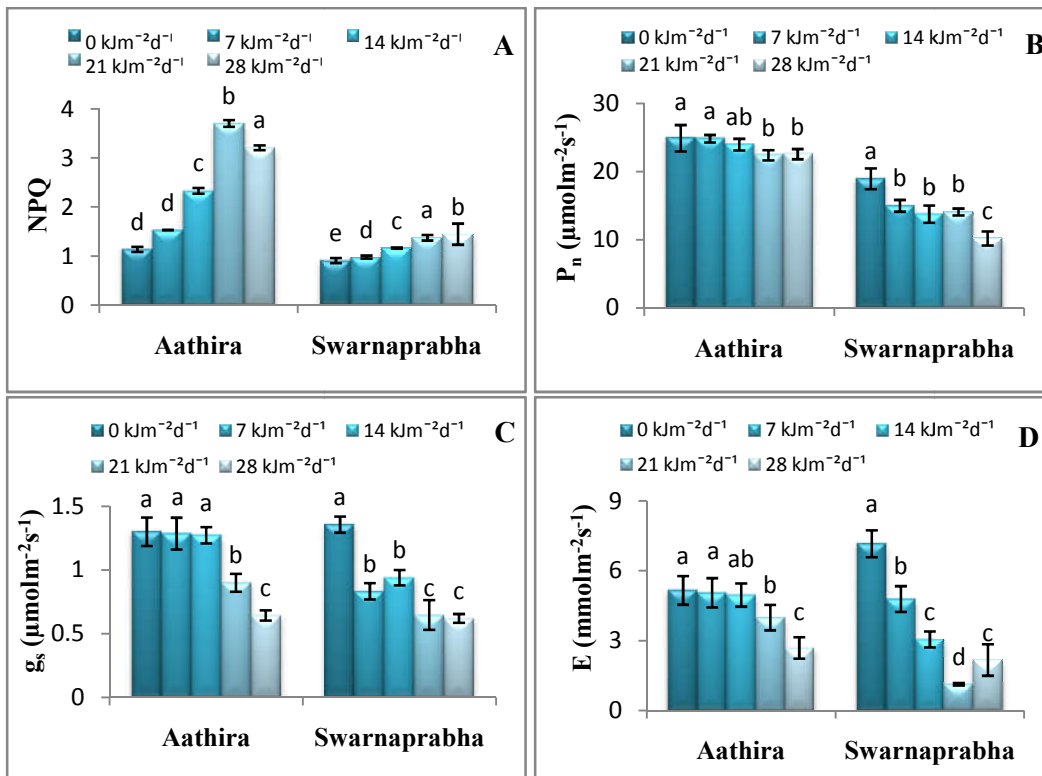 0 kJm⁻²d⁻ˡ 7 kJm⁻²d⁻ˡ 14 kJm⁻²d⁻ˡ A
21 kJm⁻²d⁻ˡ 28 kJm⁻²d⁻ˡ
NPQ
4
3
2
1
0
d d c b a
e d c a b
Aathira Swarnaprabha
0 kJm⁻²d⁻¹ 7 kJm⁻²d⁻¹ 14 kJm⁻²d⁻¹ B
21 kJm⁻²d⁻¹ 28 kJm⁻²d⁻¹
Pₙ (µmolm⁻²s⁻¹)
30
20
10
0
a a ab b b
a b b b c
Aathira Swarnaprabha
0 kJm⁻²d⁻¹ 7 kJm⁻²d⁻¹ 14 kJm⁻²d⁻¹ C
21 kJm⁻²d⁻¹ 28 kJm⁻²d⁻¹
gₛ (µmolm⁻²s⁻¹)
1.5
1
0.5
0
a a a b c
a b b c c
Aathira Swarnaprabha
0 kJm⁻²d⁻¹ 7 kJm⁻²d⁻¹ 14 kJm⁻²d⁻¹ D
21 kJm⁻²d⁻¹ 28 kJm⁻²d⁻¹
E (mmolm⁻²s⁻¹)
9
6
3
0
a a ab b c
a b c d c
Aathira Swarnaprabha